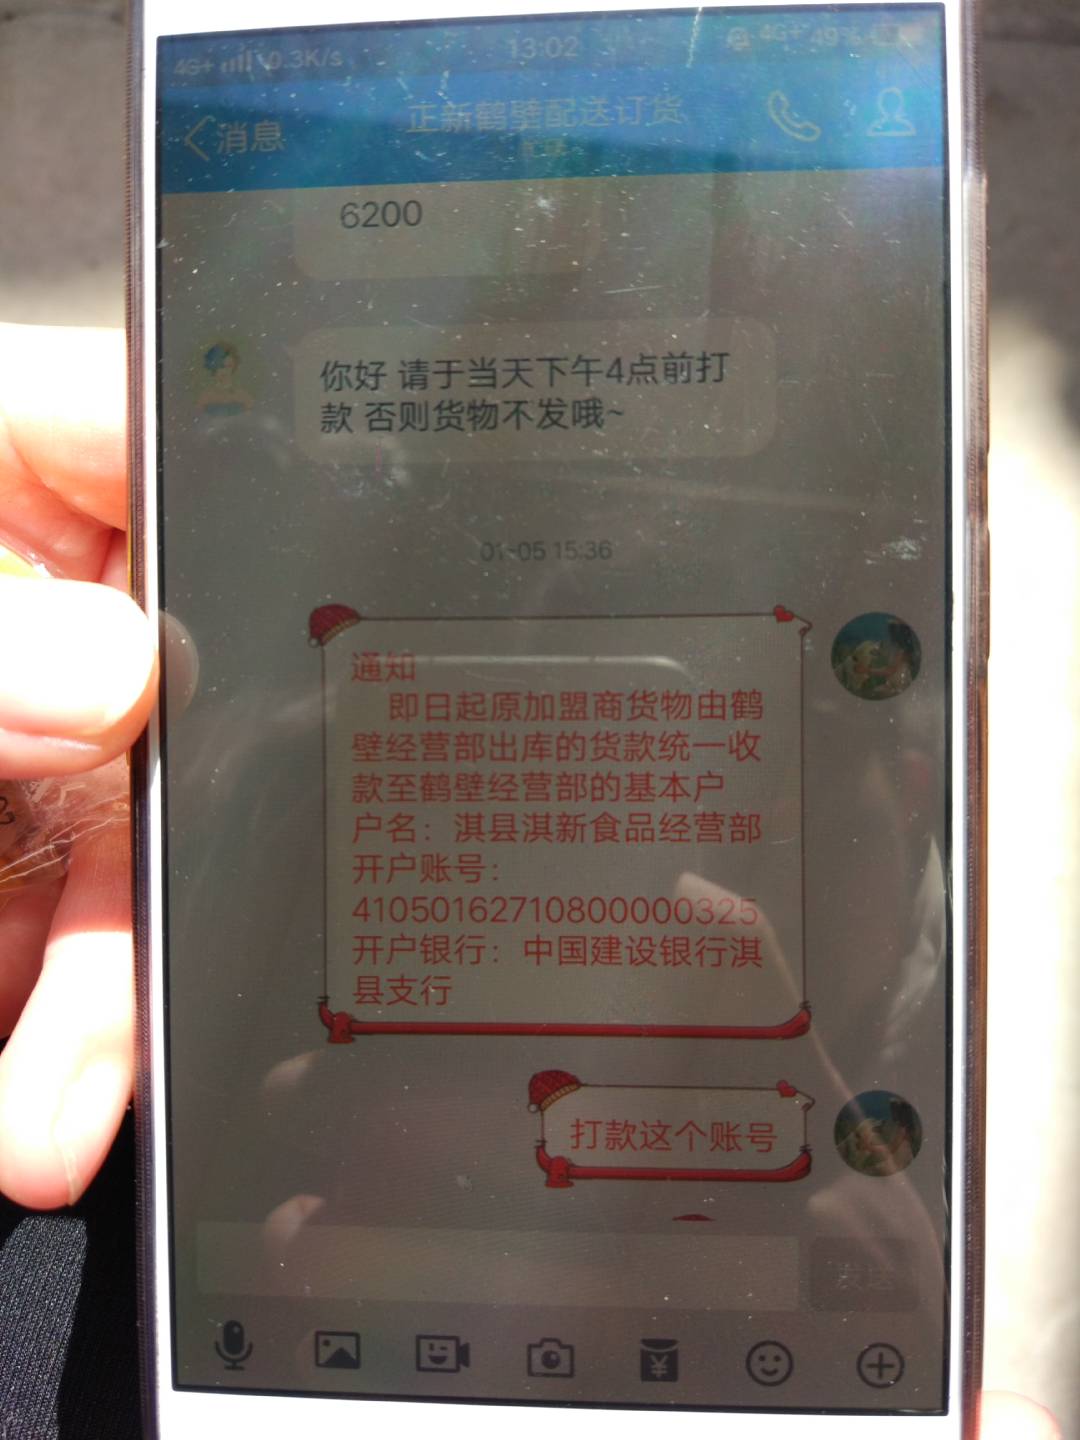 4G+ 0.3K/s 13:02 4G+ 49%
消息 正新鹤壁配送订货
6200
你好 请于当天下午4点前打
款 否则货物不发哦~
01-05 15:36
通知
即日起原加盟商货物由鹤
壁经营部出库的货款统一收
款至鹤壁经营部的基本户
户名：淇县淇新食品经营部
开户账号：
41050162710800000325
开户银行：中国建设银行淇
县支行
打款这个账号
发送